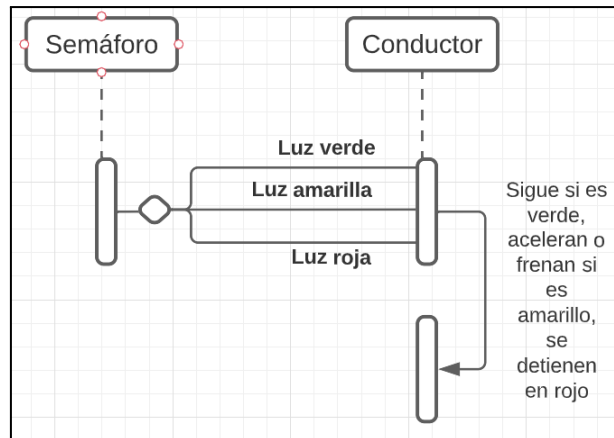 Semáforo
Conductor
Luz verde
Luz amarilla
Luz roja
Sigue si es
verde,
aceleran o
frenan si
es
amarillo,
se
detienen
en rojo